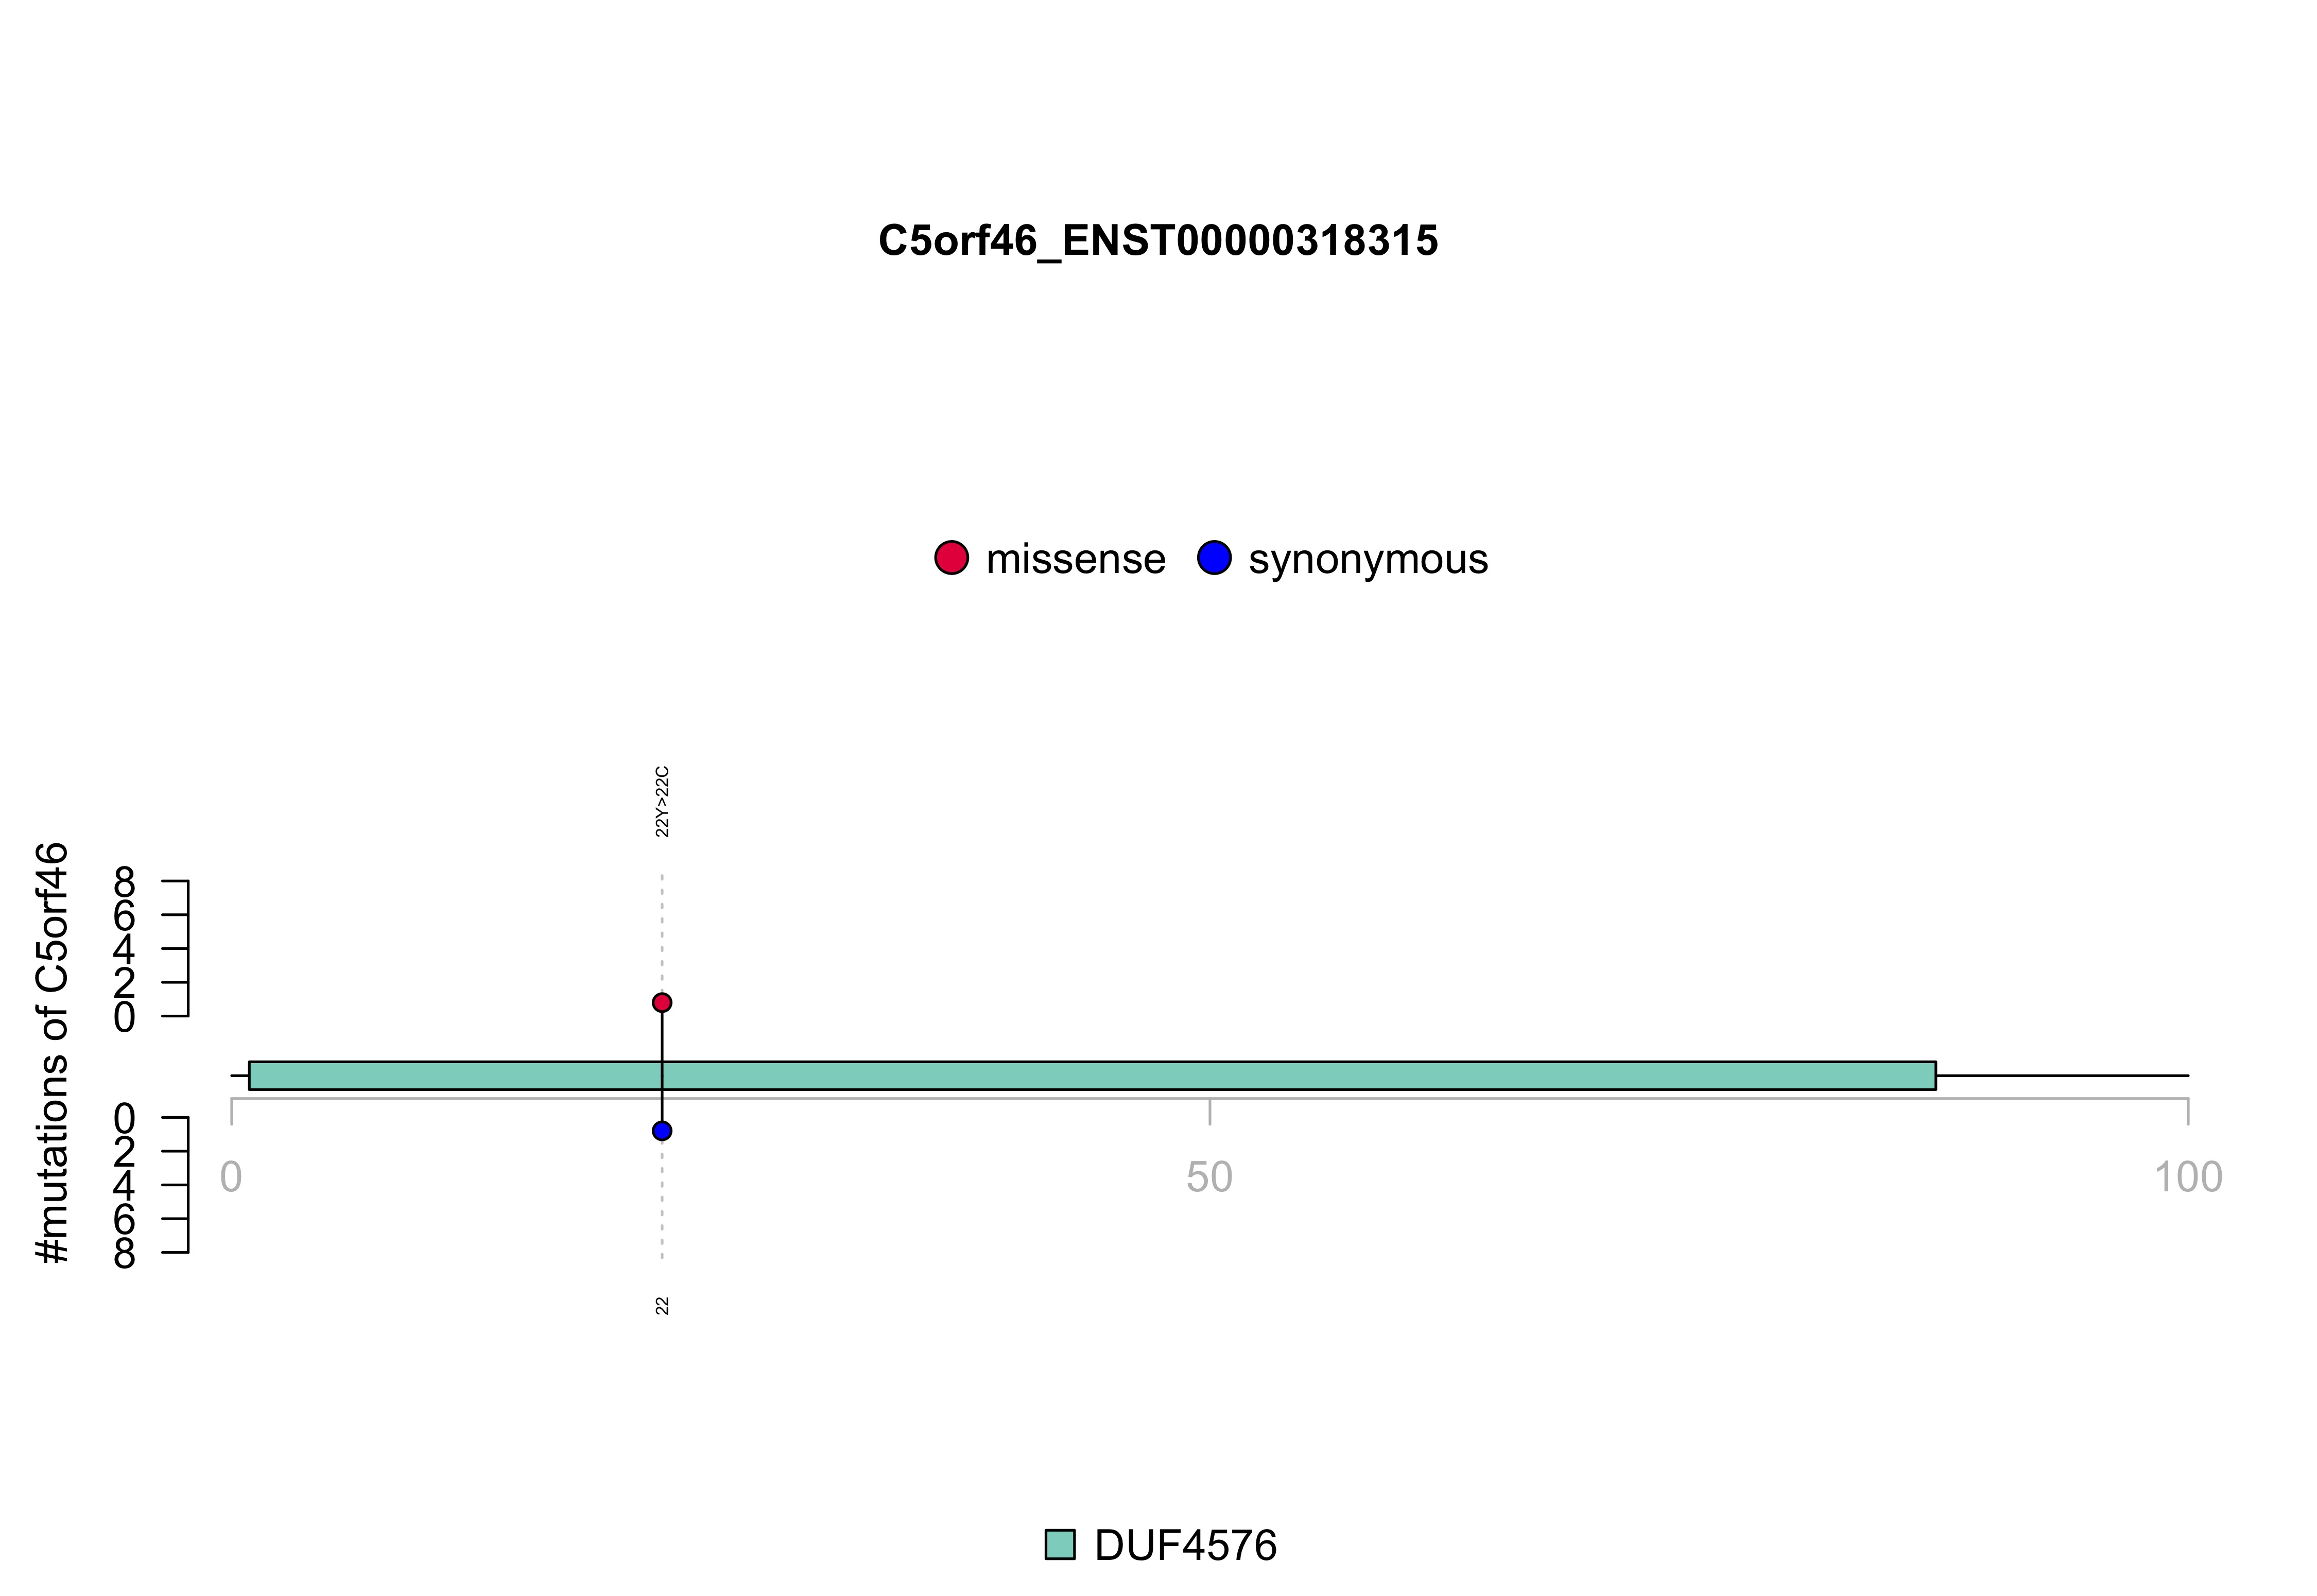 C5orf46_ENST00000318315
missense synonymous
22Y>22C
#mutations of C5orf46
8
6
4
2
0
0
2
4
6
8
0 50 100
22
DUF4576